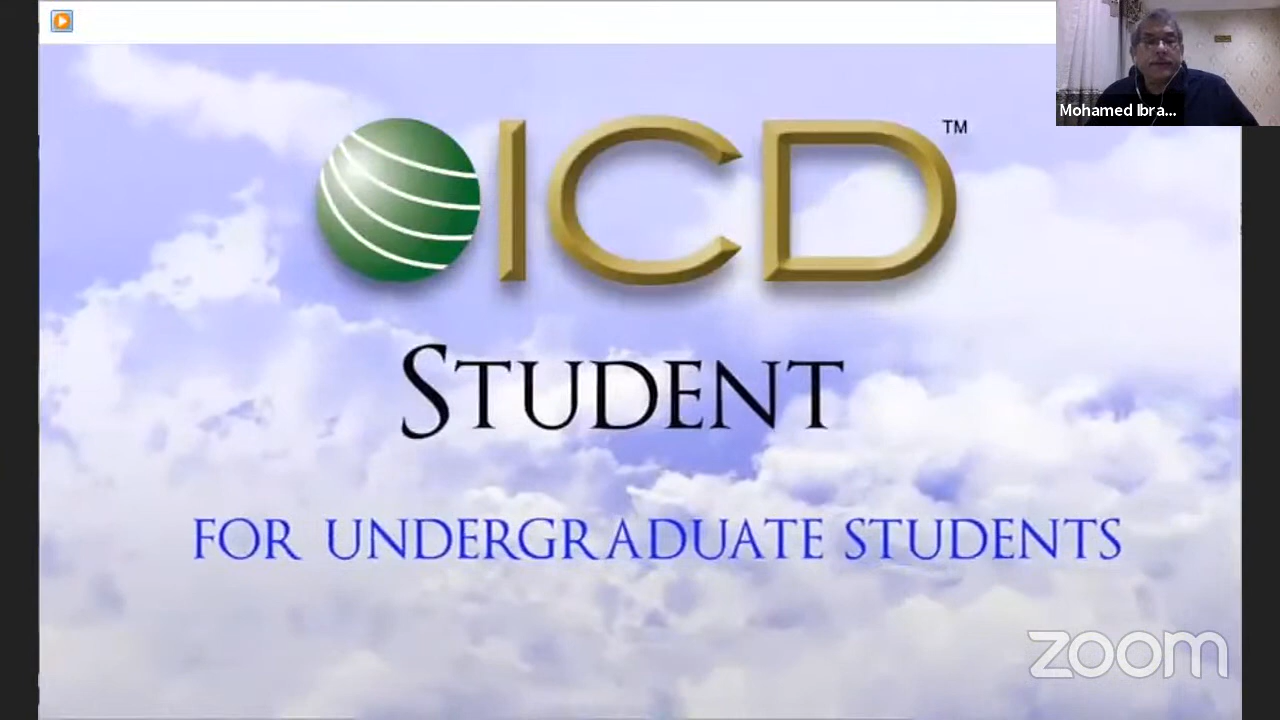 ICD™
STUDENT
FOR UNDERGRADUATE STUDENTS
Mohamed Ibra...
zoom